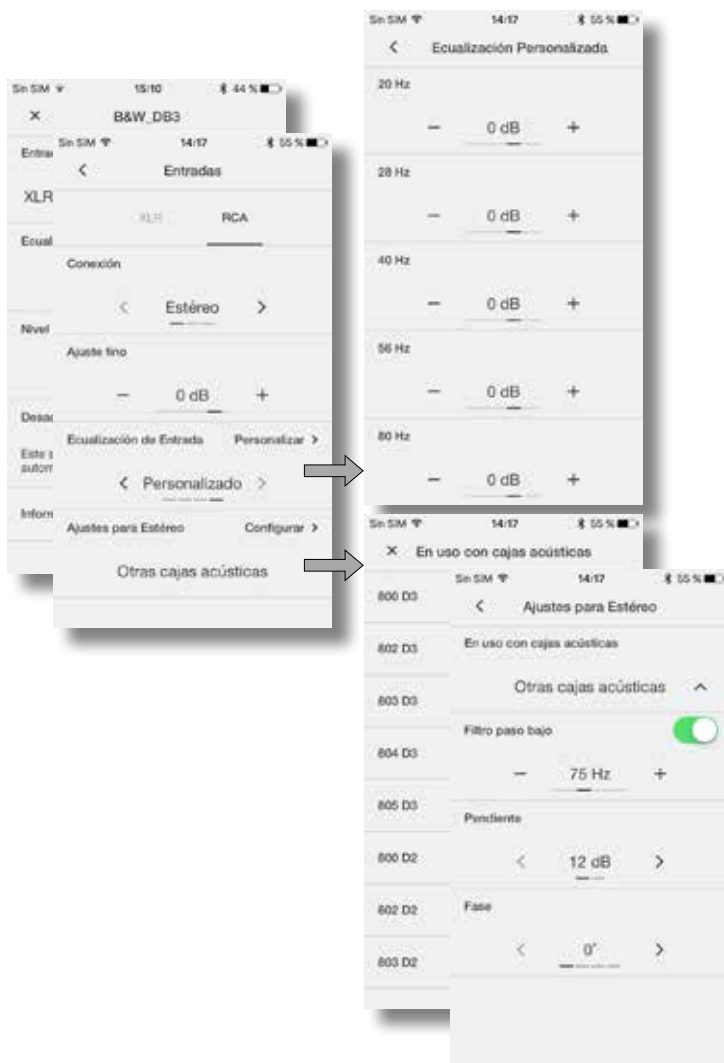 Sin SIM 15/10 44 %
× B&W_DB3
XLR
Nivel
Este
Sin SIM 14/17 55 %
< Entradas
XLR RCA
Conexión
< Estéreo >
Ajuste fino
− 0 dB +
Ecualización de Entrada Personalizar >
< Personalizado >
Ajustes para Estéreo Configurar >
Otras cajas acústicas
Sin SIM 14/17 55 %
< Ecualización Personalizada
20 Hz
− 0 dB +
28 Hz
− 0 dB +
40 Hz
− 0 dB +
56 Hz
− 0 dB +
80 Hz
− 0 dB +
Sin SIM 14/17 55 %
× En uso con cajas acústicas
800 D3
802 D3
803 D3
804 D3
805 D3
800 D2
802 D2
803 D2
Sin SIM 14/17 55 %
< Ajustes para Estéreo
En uso con cajas acústicas
Otras cajas acústicas
Filtro paso bajo
− 75 Hz +
Pendiente
< 12 dB >
Fase
< 0° >